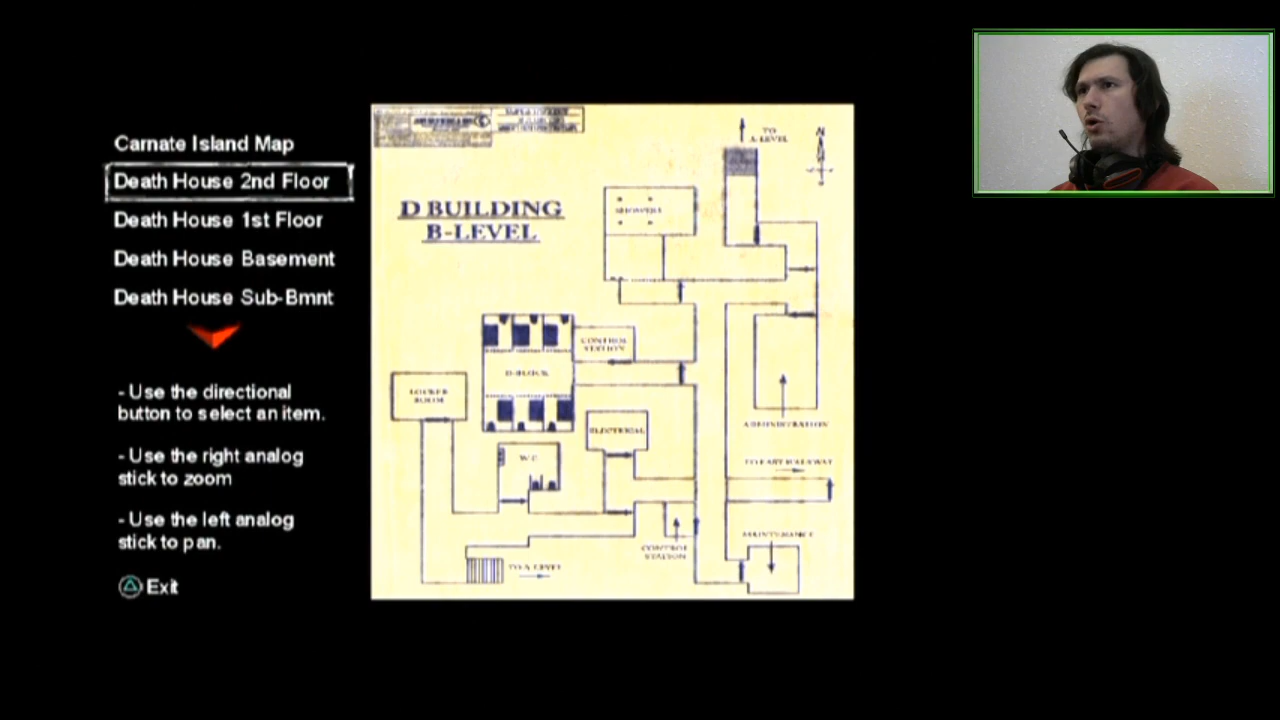 Carnate Island Map
Death House 2nd Floor
Death House 1st Floor
Death House Basement
Death House Sub-Bmnt
- Use the directional
button to select an item.
- Use the right analog
stick to zoom
- Use the left analog
stick to pan.
Exit
D BUILDING
B-LEVEL
TO
A-LEVEL
N
SHOWERS
CONTROL
STATION
D-BLOCK
LOCKER
ROOM
ELECTRICAL
W.C.
ADMINISTRATION
MAINTENANCE
CONTROL
STATION
TO A-LEVEL